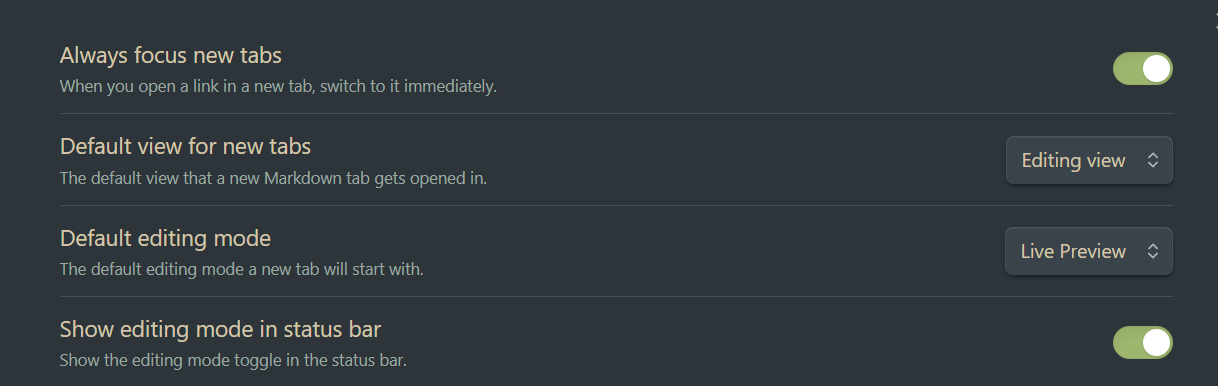 Always focus new tabs
When you open a link in a new tab, switch to it immediately.
Default view for new tabs
Editing view
The default view that a new Markdown tab gets opened in.
Default editing mode
Live Preview
The default editing mode a new tab will start with.
Show editing mode in status bar
Show the editing mode toggle in the status bar.